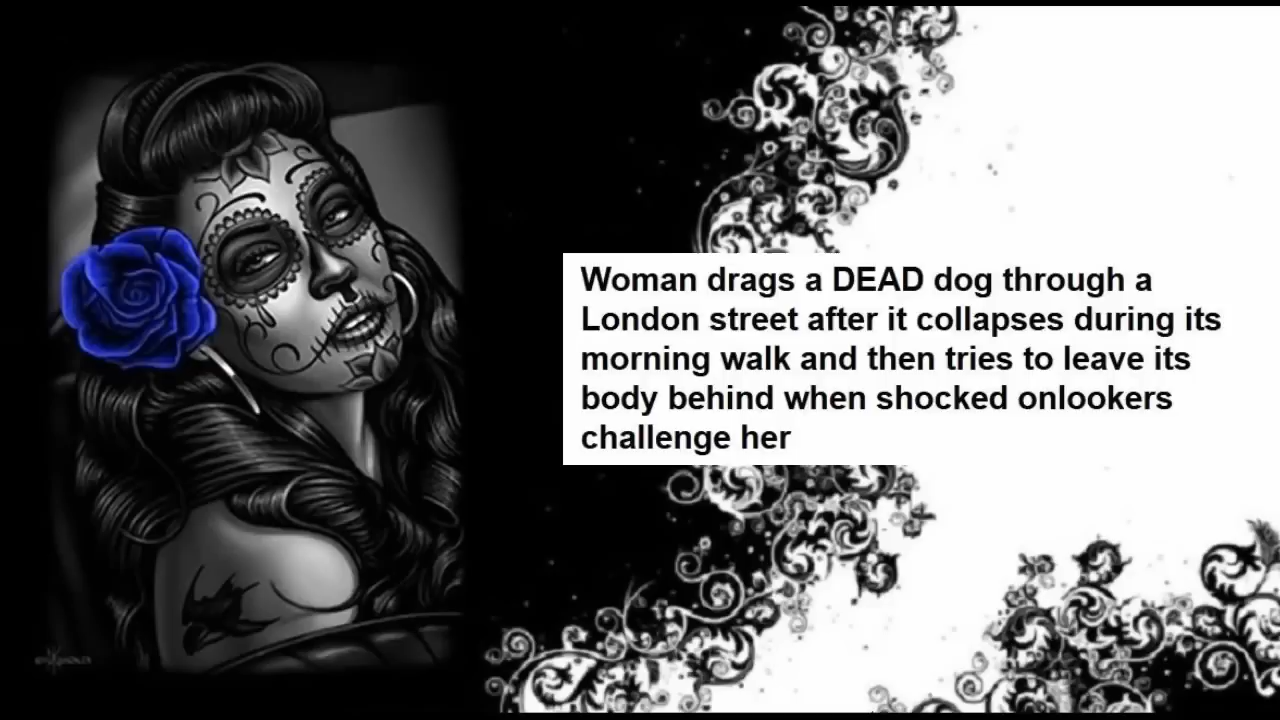 Woman drags a DEAD dog through a
London street after it collapses during its
morning walk and then tries to leave its
body behind when shocked onlookers
challenge her